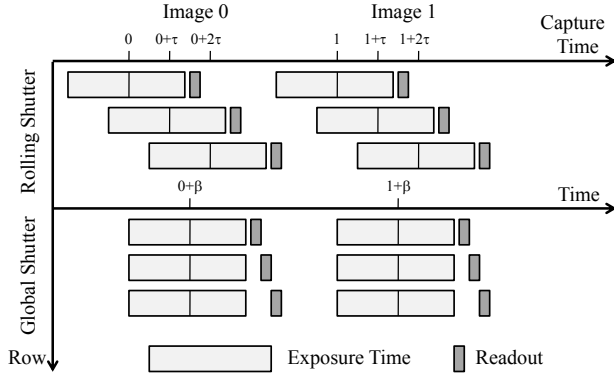 Image 0 Image 1
0 0+τ 0+2τ 1 1+τ 1+2τ Capture Time
Rolling Shutter
0+β 1+β Time
Global Shutter
Row Exposure Time Readout